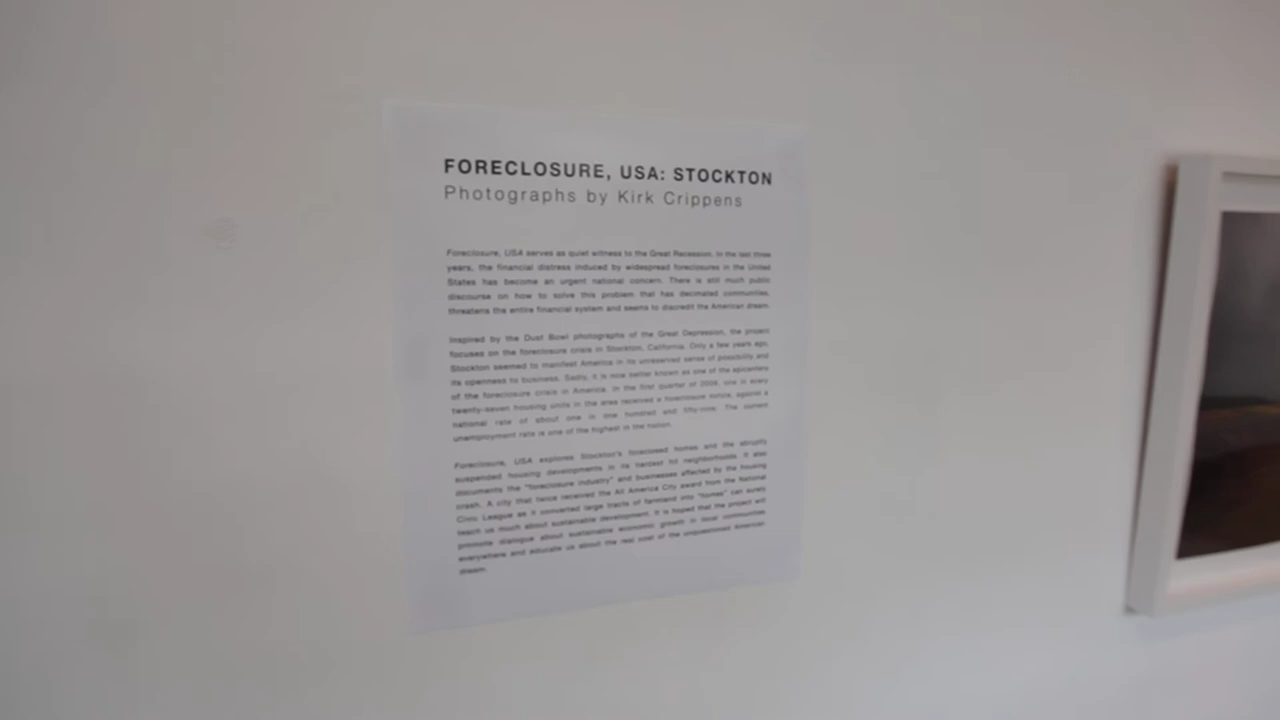 FORECLOSURE, USA: STOCKTON
Photographs by Kirk Crippens
Foreclosure, USA serves as quiet witness to the Great Recession. In the last three
years, the financial distress induced by widespread foreclosures in the United
States has become an urgent national concern. There is still much public
discourse on how to solve this problem that has decimated communities,
threatens the entire financial system and seems to discredit the American dream.
Inspired by the Dust Bowl photographs of the Great Depression, the project
focuses on the foreclosure crisis in Stockton, California. Only a few years ago,
Stockton seemed to manifest America in its unreserved sense of possibility and
its openness to business. Sadly, it is now better known as one of the epicenters
of the foreclosure crisis in America. In the first quarter of 2009, one in every
twenty-seven housing units in the area received a foreclosure notice, against a
national rate of about one in one hundred and fifty-nine. The current
unemployment rate is one of the highest in the nation.
Foreclosure, USA explores Stockton's foreclosed homes and the abruptly
suspended housing developments in its hardest hit neighborhoods. It also
documents the "foreclosure industry" and businesses affected by the housing
crash. A city that twice received the All America City award from the National
Civic League as it converted large tracts of farmland into "homes" can surely
teach us much about sustainable development. It is hoped that the project will
promote dialogue about sustainable economic growth in local communities
everywhere and educate us about the real cost of the unquestioned American
dream.